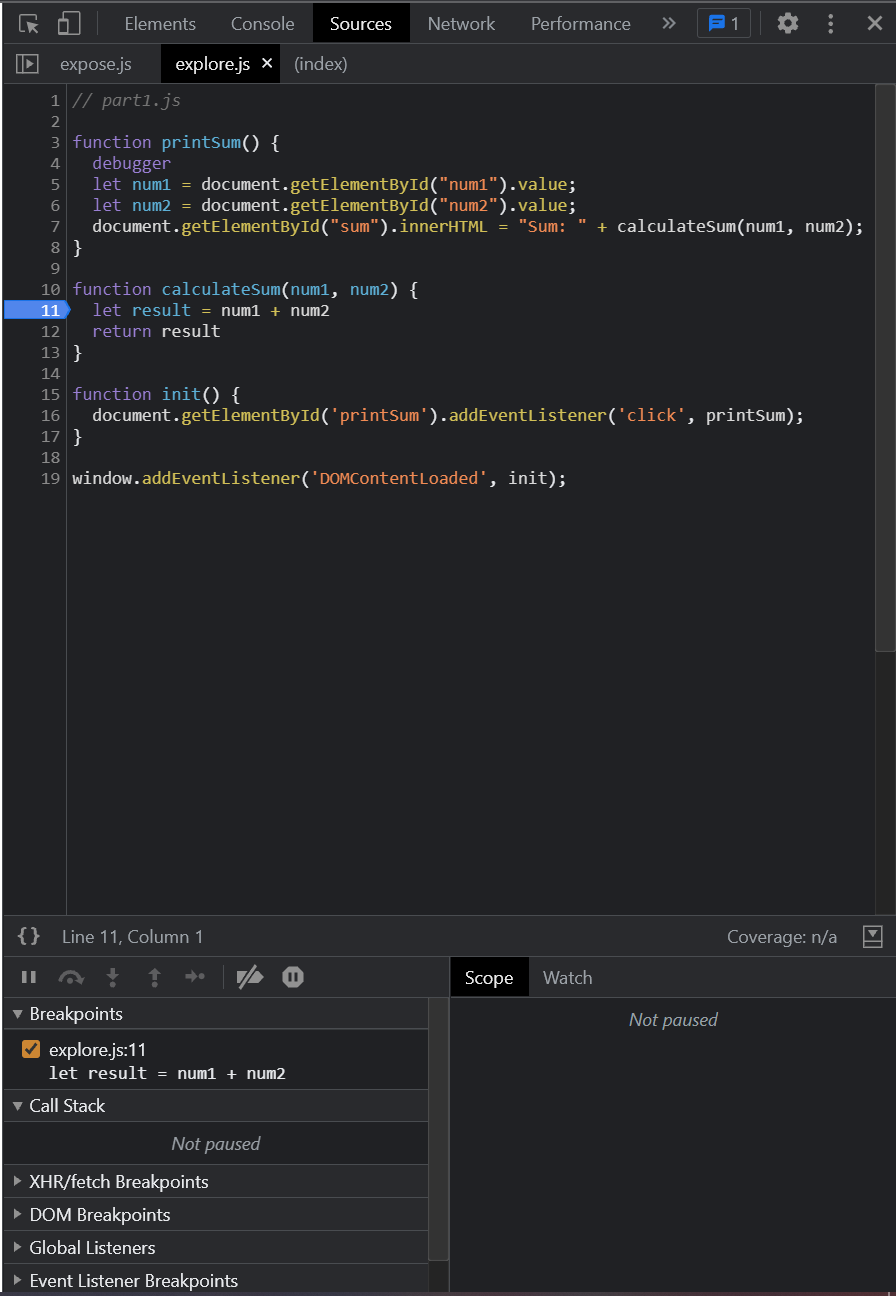 Elements Console Sources Network Performance » 1
expose.js explore.js × (index)
1 // part1.js
2
3 function printSum() {
4   debugger
5   let num1 = document.getElementById("num1").value;
6   let num2 = document.getElementById("num2").value;
7   document.getElementById("sum").innerHTML = "Sum: " + calculateSum(num1, num2);
8 }
9
10 function calculateSum(num1, num2) {
11   let result = num1 + num2
12   return result
13 }
14
15 function init() {
16   document.getElementById('printSum').addEventListener('click', printSum);
17 }
18
19 window.addEventListener('DOMContentLoaded', init);
{} Line 11, Column 1 Coverage: n/a
Scope Watch
Not paused
Breakpoints
explore.js:11
let result = num1 + num2
Call Stack
Not paused
XHR/fetch Breakpoints
DOM Breakpoints
Global Listeners
Event Listener Breakpoints